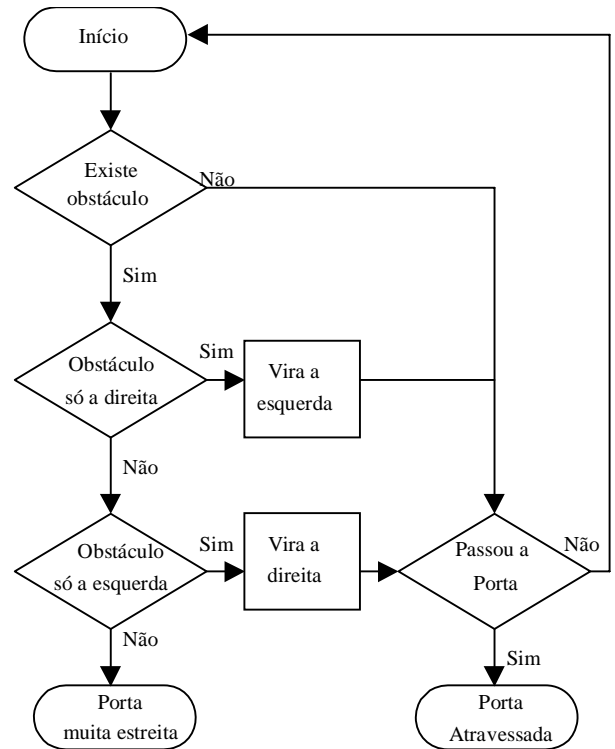 Início
Existe
obstáculo
Não
Sim
Obstáculo
só a direita
Sim
Vira a
esquerda
Não
Obstáculo
só a esquerda
Sim
Vira a
direita
Passou a
Porta
Não
Não
Sim
Porta
muita estreita
Porta
Atravessada